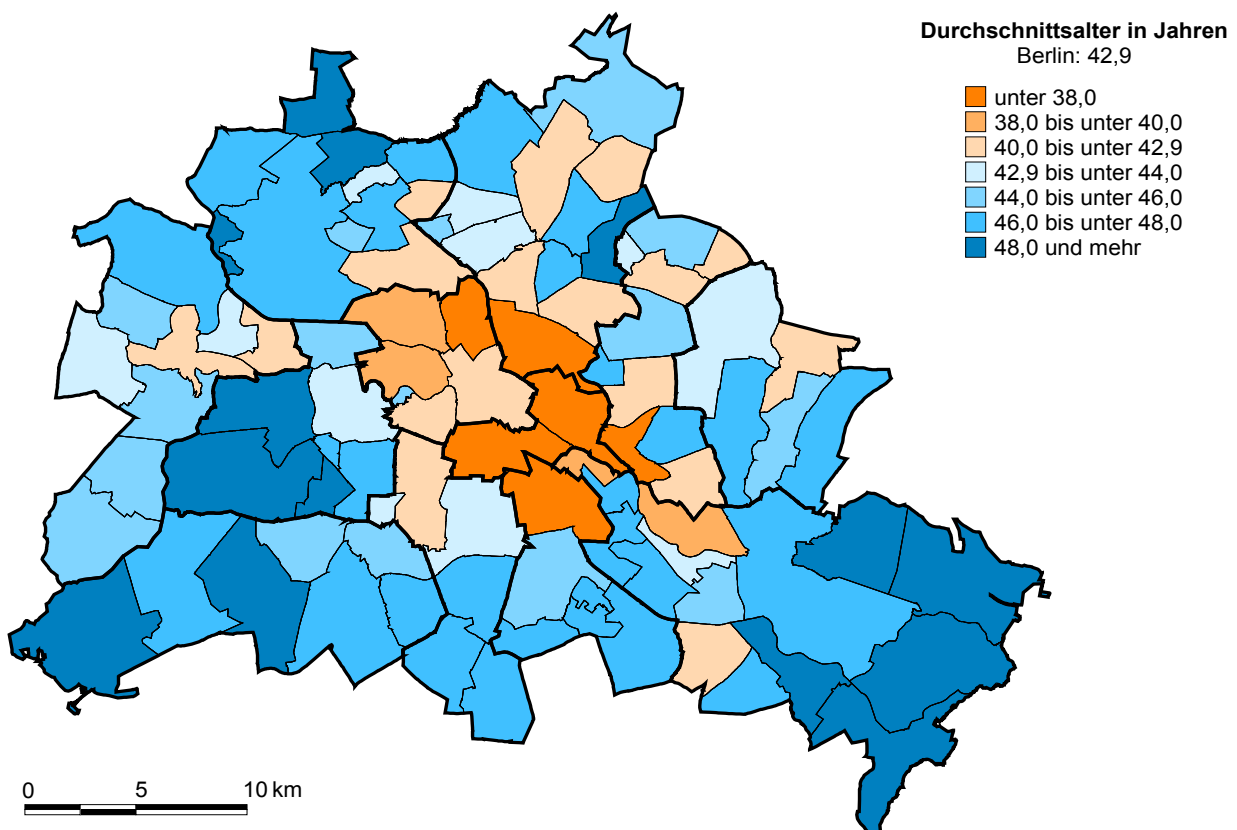 Durchschnittsalter in Jahren
Berlin: 42,9
unter 38,0
38,0 bis unter 40,0
40,0 bis unter 42,9
42,9 bis unter 44,0
44,0 bis unter 46,0
46,0 bis unter 48,0
48,0 und mehr
0 5 10 km